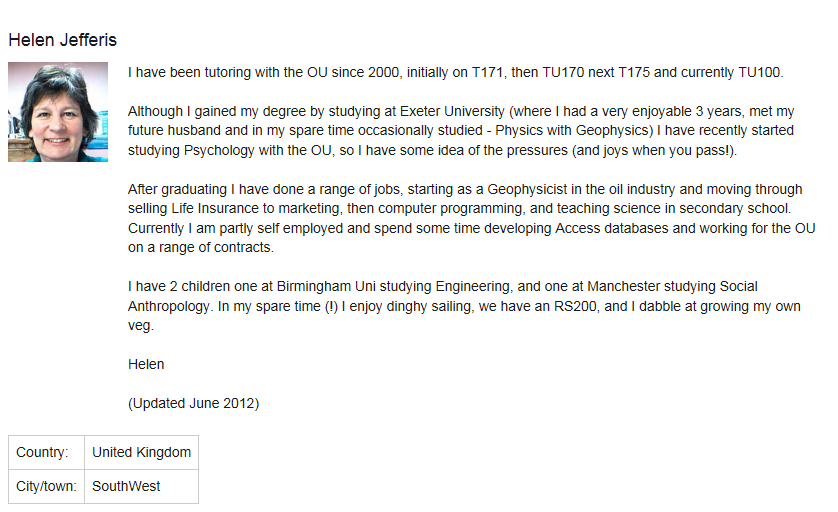 Helen Jefferis
I have been tutoring with the OU since 2000, initially on T171, then TU170 next T175 and currently TU100.
Although I gained my degree by studying at Exeter University (where I had a very enjoyable 3 years, met my
future husband and in my spare time occasionally studied - Physics with Geophysics) I have recently started
studying Psychology with the OU, so I have some idea of the pressures (and joys when you pass!).
After graduating I have done a range of jobs, starting as a Geophysicist in the oil industry and moving through
selling Life Insurance to marketing, then computer programming, and teaching science in secondary school.
Currently I am partly self employed and spend some time developing Access databases and working for the OU
on a range of contracts.
I have 2 children one at Birmingham Uni studying Engineering, and one at Manchester studying Social
Anthropology. In my spare time (!) I enjoy dinghy sailing, we have an RS200, and I dabble at growing my own
veg.
Helen
(Updated June 2012)
Country: United Kingdom
City/town: SouthWest